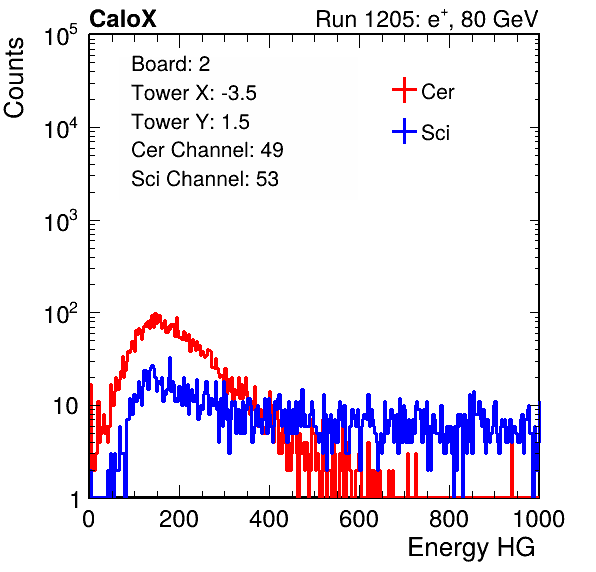 CaloX Run 1205: e⁺, 80 GeV
Counts
10⁵
10⁴
10³
10²
10
1
Board: 2
Tower X: -3.5
Tower Y: 1.5
Cer Channel: 49
Sci Channel: 53
Cer
Sci
0 200 400 600 800 1000
Energy HG